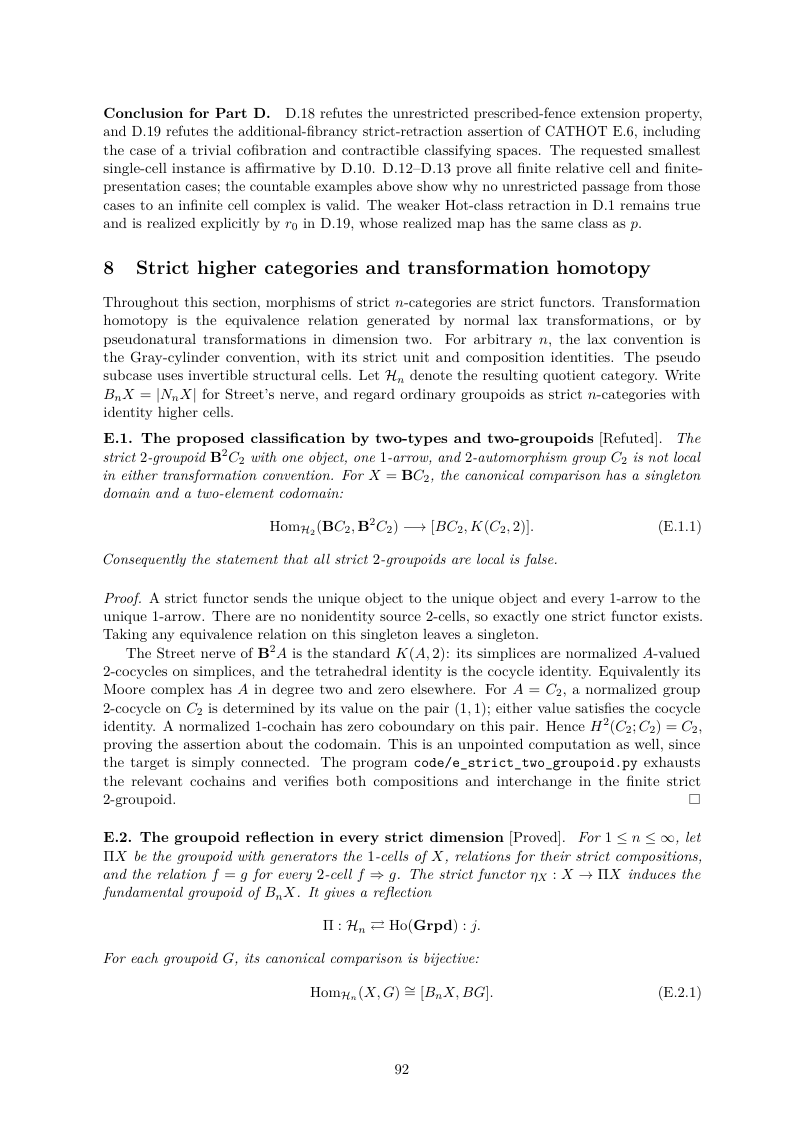 Conclusion for Part D. D.18 refutes the unrestricted prescribed-fence extension property,
and D.19 refutes the additional-fibrancy strict-retraction assertion of CATHOT E.6, including
the case of a trivial cofibration and contractible classifying spaces. The requested smallest
single-cell instance is affirmative by D.10. D.12–D.13 prove all finite relative cell and finite-
presentation cases; the countable examples above show why no unrestricted passage from those
cases to an infinite cell complex is valid. The weaker Hot-class retraction in D.1 remains true
and is realized explicitly by r₀ in D.19, whose realized map has the same class as p.
8 Strict higher categories and transformation homotopy
Throughout this section, morphisms of strict n-categories are strict functors. Transformation
homotopy is the equivalence relation generated by normal lax transformations, or by
pseudonatural transformations in dimension two. For arbitrary n, the lax convention is
the Gray-cylinder convention, with its strict unit and composition identities. The pseudo
subcase uses invertible structural cells. Let ℋₙ denote the resulting quotient category. Write
BₙX = |NₙX| for Street's nerve, and regard ordinary groupoids as strict n-categories with
identity higher cells.
E.1. The proposed classification by two-types and two-groupoids [Refuted]. The
strict 2-groupoid B²C₂ with one object, one 1-arrow, and 2-automorphism group C₂ is not local
in either transformation convention. For X = BC₂, the canonical comparison has a singleton
domain and a two-element codomain:
Hom_{ℋ₂}(BC₂, B²C₂) ⟶ [BC₂, K(C₂, 2)]. (E.1.1)
Consequently the statement that all strict 2-groupoids are local is false.
Proof. A strict functor sends the unique object to the unique object and every 1-arrow to the
unique 1-arrow. There are no nonidentity source 2-cells, so exactly one strict functor exists.
Taking any equivalence relation on this singleton leaves a singleton.
The Street nerve of B²A is the standard K(A, 2): its simplices are normalized A-valued
2-cocycles on simplices, and the tetrahedral identity is the cocycle identity. Equivalently its
Moore complex has A in degree two and zero elsewhere. For A = C₂, a normalized group
2-cocycle on C₂ is determined by its value on the pair (1, 1); either value satisfies the cocycle
identity. A normalized 1-cochain has zero coboundary on this pair. Hence H²(C₂; C₂) = C₂,
proving the assertion about the codomain. This is an unpointed computation as well, since
the target is simply connected. The program code/e_strict_two_groupoid.py exhausts
the relevant cochains and verifies both compositions and interchange in the finite strict
2-groupoid. □
E.2. The groupoid reflection in every strict dimension [Proved]. For 1 ≤ n ≤ ∞, let
ΠX be the groupoid with generators the 1-cells of X, relations for their strict compositions,
and the relation f = g for every 2-cell f ⇒ g. The strict functor η_X : X → ΠX induces the
fundamental groupoid of BₙX. It gives a reflection
Π : ℋₙ ⇄ Ho(Grpd) : j.
For each groupoid G, its canonical comparison is bijective:
Hom_{ℋₙ}(X, G) ≅ [BₙX, BG]. (E.2.1)
92